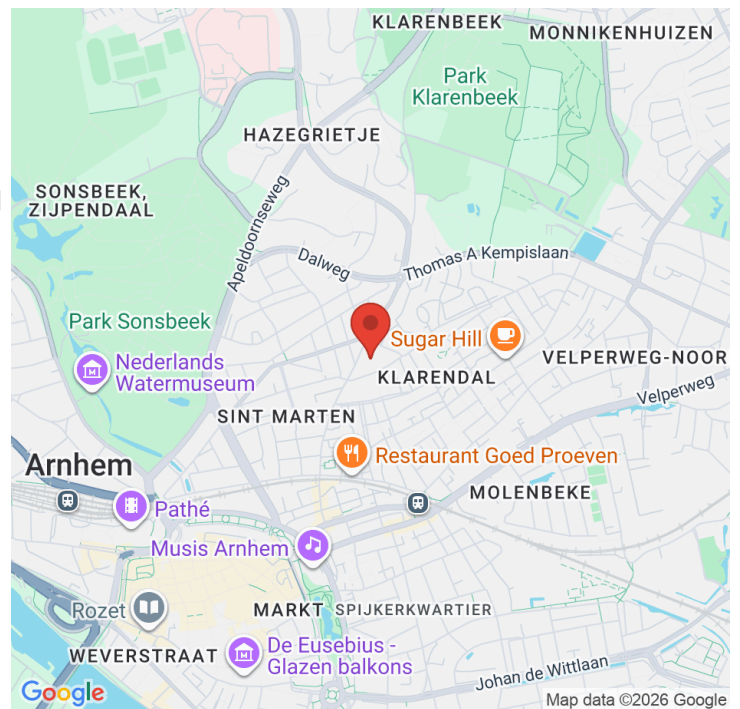 KLARENBEEK
MONNIKENHUIZEN
Park
Klarenbeek
HAZEGRIETJE
SONSBEEK,
ZIJPENDAAL
Apeldoornseweg
Dalweg
Thomas A Kempislaan
Park Sonsbeek
Sugar Hill
Nederlands
Watermuseum
VELPERWEG-NOOR
KLARENDAL
Velperweg
SINT MARTEN
Arnhem
Restaurant Goed Proeven
MOLENBEKE
Pathé
Musis Arnhem
Rozet
MARKT
SPIJKERKWARTIER
WEVERSTRAAT
De Eusebius -
Glazen balkons
Johan de Wittlaan
Google
Map data ©2026 Google